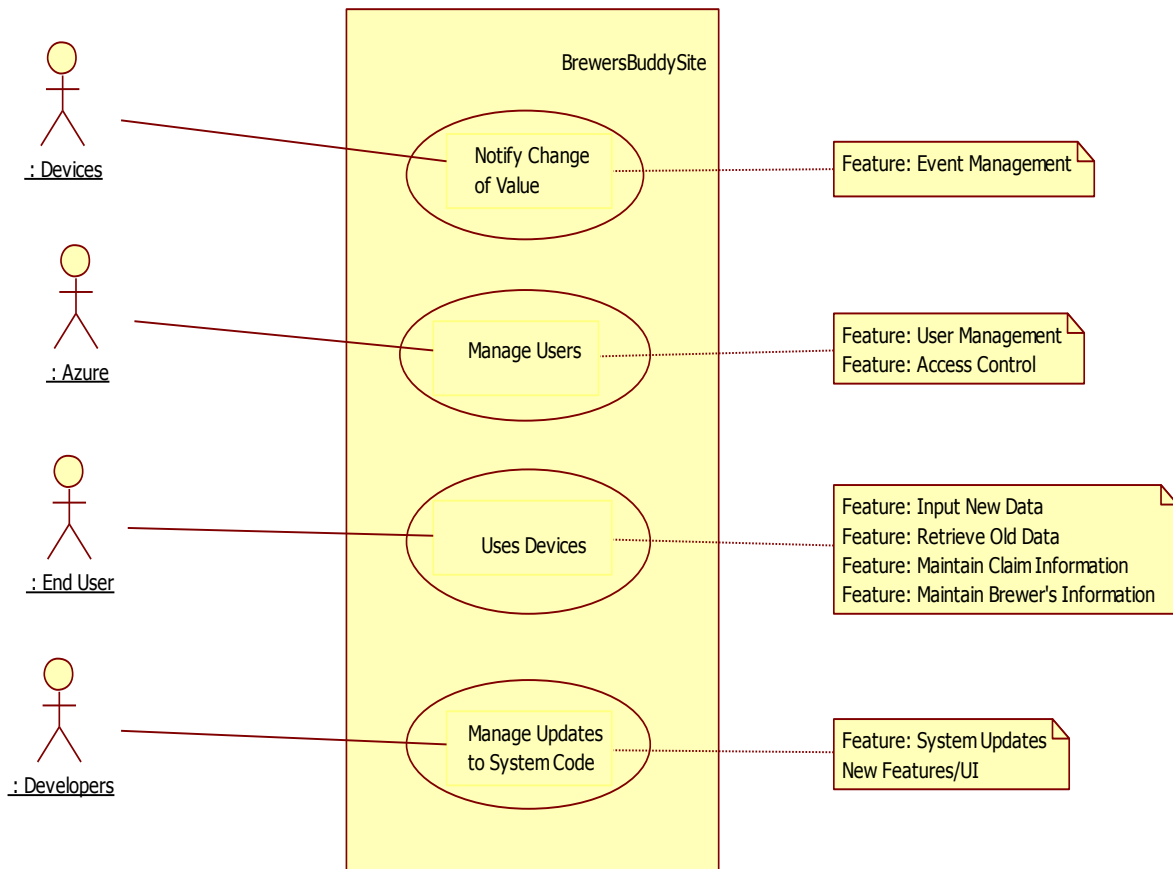 BrewersBuddySite
: Devices
Notify Change
of Value
Feature: Event Management
: Azure
Manage Users
Feature: User Management
Feature: Access Control
: End User
Uses Devices
Feature: Input New Data
Feature: Retrieve Old Data
Feature: Maintain Claim Information
Feature: Maintain Brewer's Information
: Developers
Manage Updates
to System Code
Feature: System Updates
New Features/UI